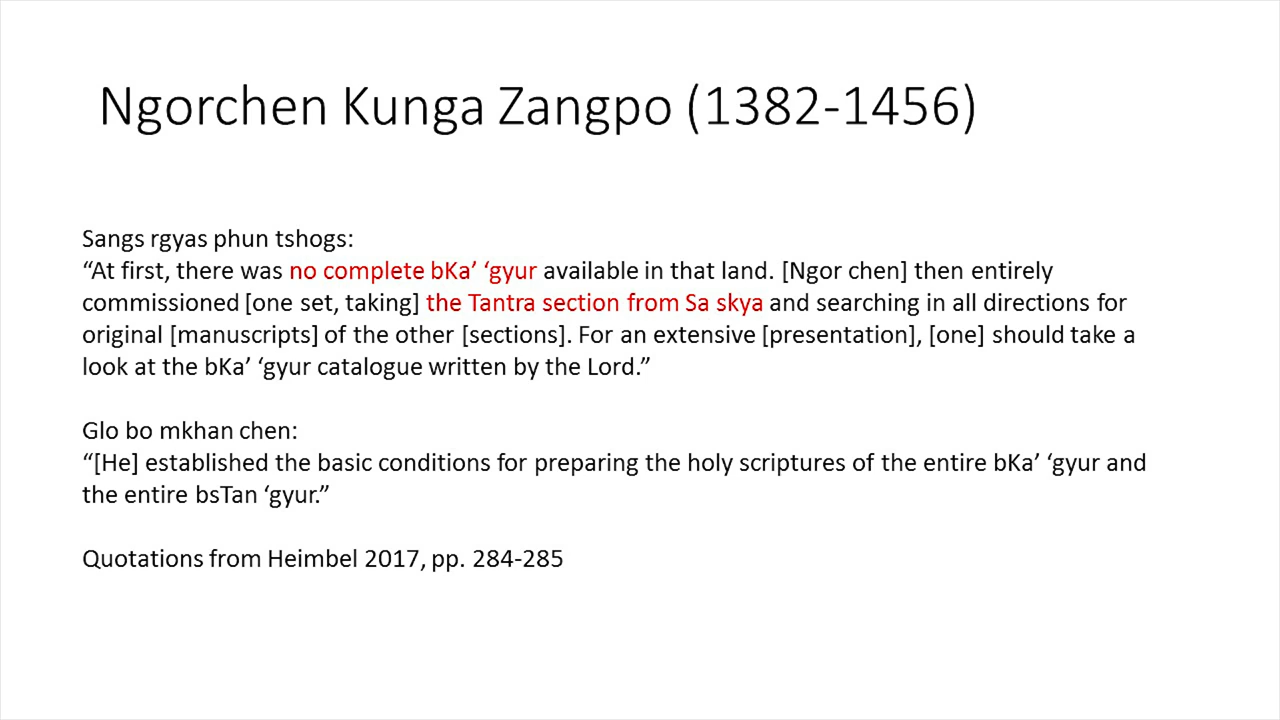 Ngorchen Kunga Zangpo (1382-1456)
Sangs rgyas phun tshogs:
“At first, there was no complete bKa’ ‘gyur available in that land. [Ngor chen] then entirely
commissioned [one set, taking] the Tantra section from Sa skya and searching in all directions for
original [manuscripts] of the other [sections]. For an extensive [presentation], [one] should take a
look at the bKa’ ‘gyur catalogue written by the Lord.”
Glo bo mkhan chen:
“[He] established the basic conditions for preparing the holy scriptures of the entire bKa’ ‘gyur and
the entire bsTan ‘gyur.”
Quotations from Heimbel 2017, pp. 284-285